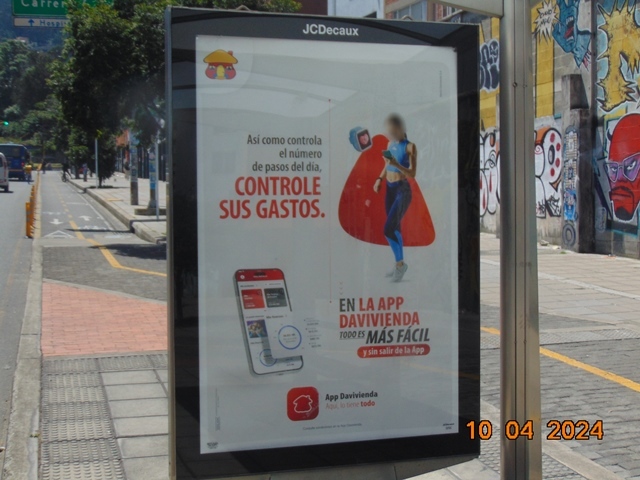 Carrera
JCDecaux
Así como controla
el número
de pasos del día,
CONTROLE
SUS GASTOS.
EN LA APP
DAVIVIENDA
TODO ES MÁS FÁCIL
y sin salir de la App
App Davivienda
Aquí, lo tiene todo
10 04 2024